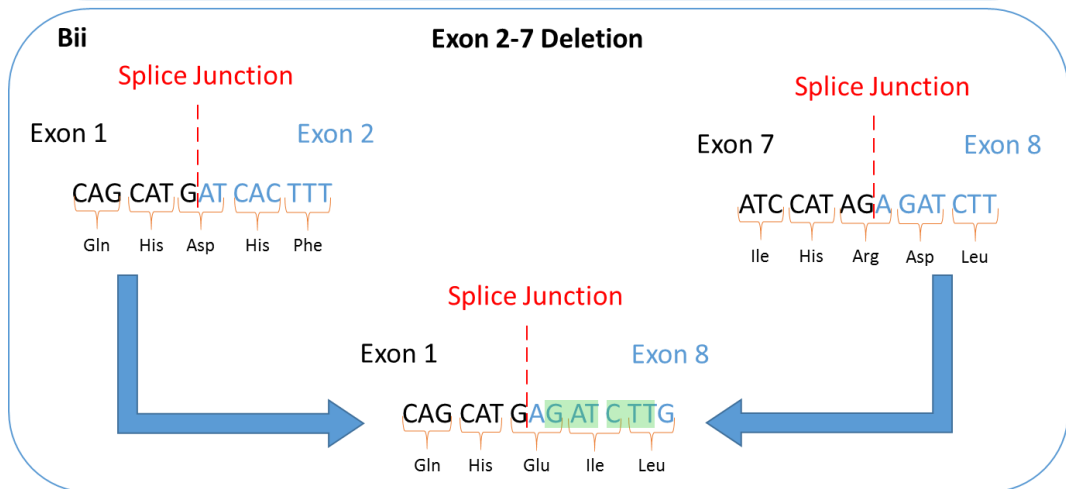 Bii
Exon 2-7 Deletion
Splice Junction
Exon 1
Exon 2
CAG CAT GAT CAC TTT
Gln His Asp His Phe
Splice Junction
Exon 7
Exon 8
ATC CAT AGA GAT CTT
Ile His Arg Asp Leu
Splice Junction
Exon 1
Exon 8
CAG CAT GAG AT C TTG
Gln His Glu Ile Leu